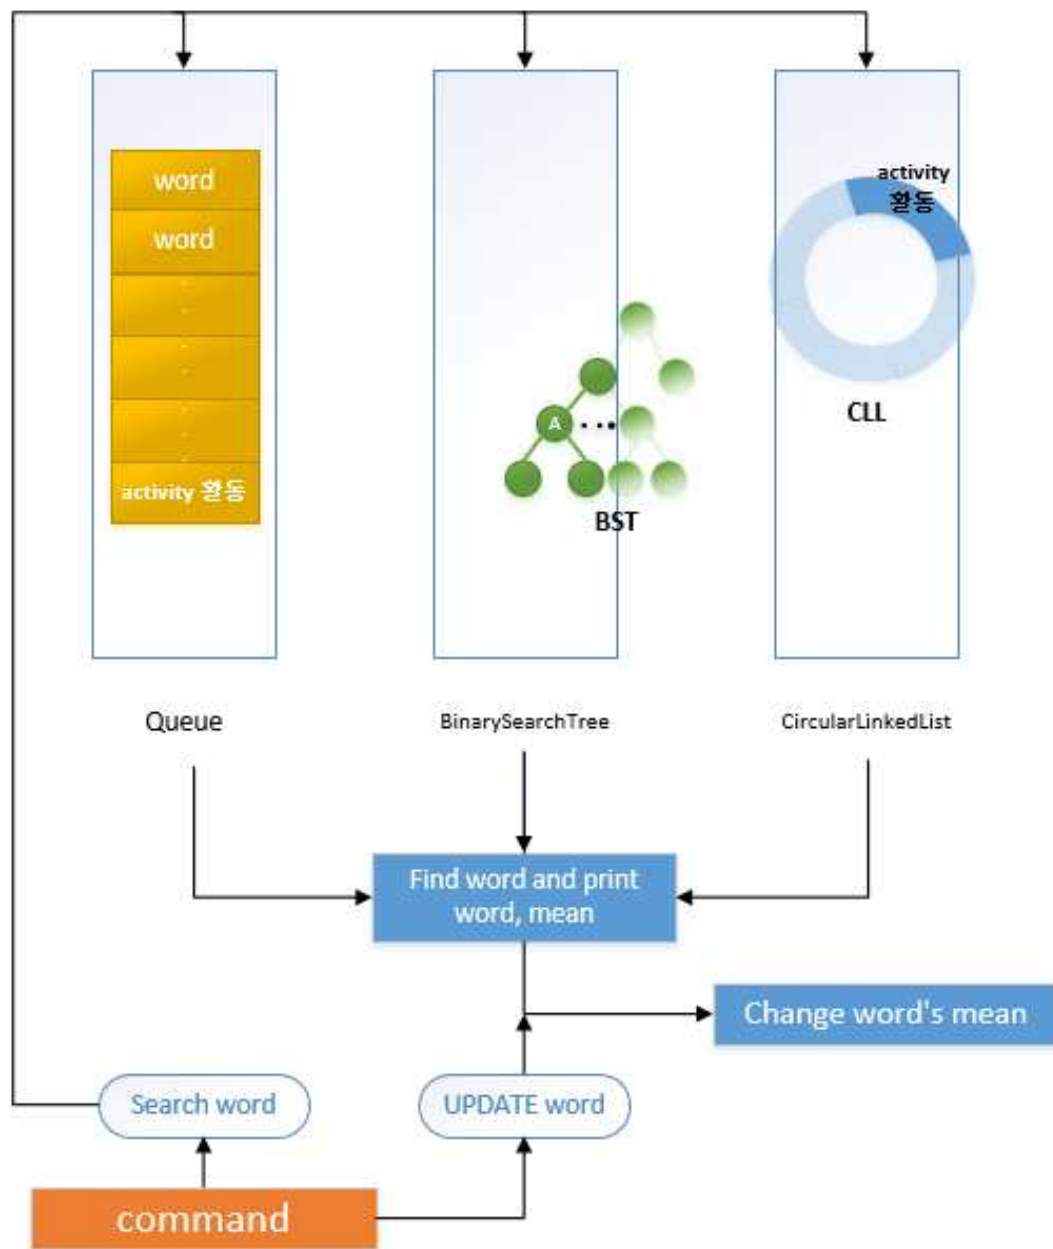 word
word
activity 활동
A
BST
activity
활동
CLL
Queue
BinarySearchTree
CircularLinkedList
Find word and print
word, mean
Change word's mean
Search word
UPDATE word
command